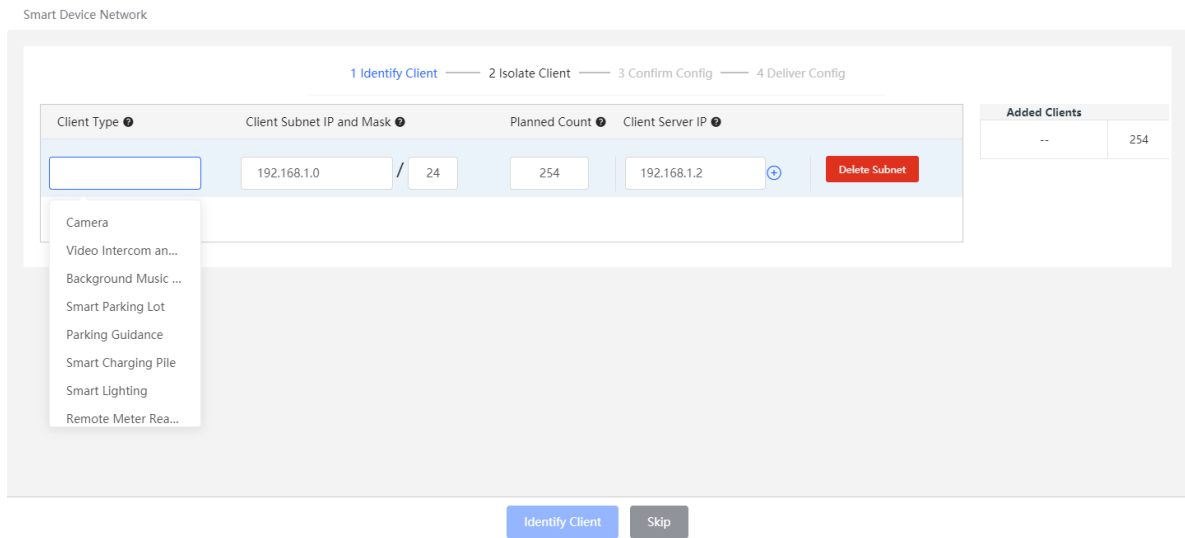 Smart Device Network
1 Identify Client 2 Isolate Client 3 Confirm Config 4 Deliver Config
Client Type Client Subnet IP and Mask Planned Count Client Server IP
Added Clients
-- 254
192.168.1.0 / 24 254 192.168.1.2 Delete Subnet
Camera
Video Intercom an...
Background Music ...
Smart Parking Lot
Parking Guidance
Smart Charging Pile
Smart Lighting
Remote Meter Rea...
Identify Client Skip